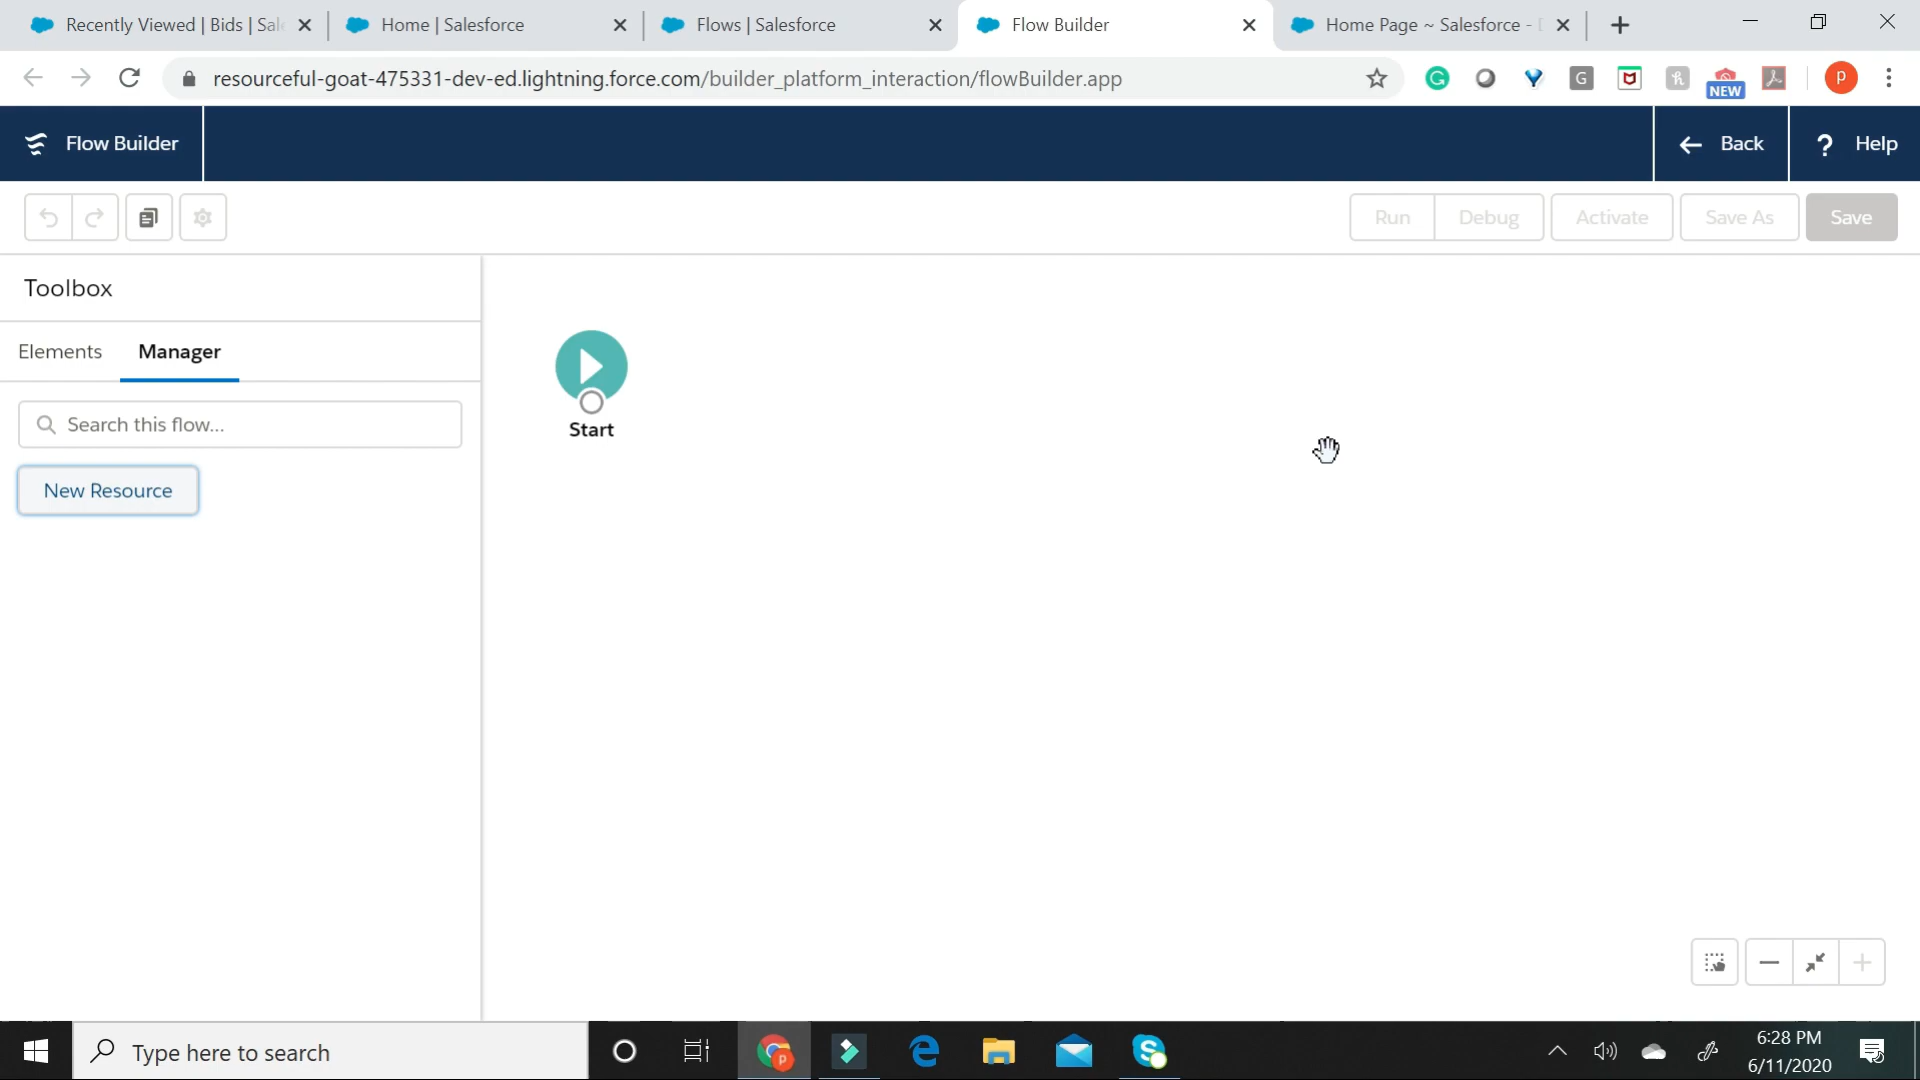 Recently Viewed | Bids | Sal
Home | Salesforce
Flows | Salesforce
Flow Builder
Home Page ~ Salesforce -
resourceful-goat-475331-dev-ed.lightning.force.com/builder_platform_interaction/flowBuilder.app
G
G
NEW
P
Flow Builder
Back
? Help
Run
Debug
Activate
Save As
Save
Toolbox
Elements
Manager
Search this flow...
New Resource
Start
Type here to search
6:28 PM
6/11/2020